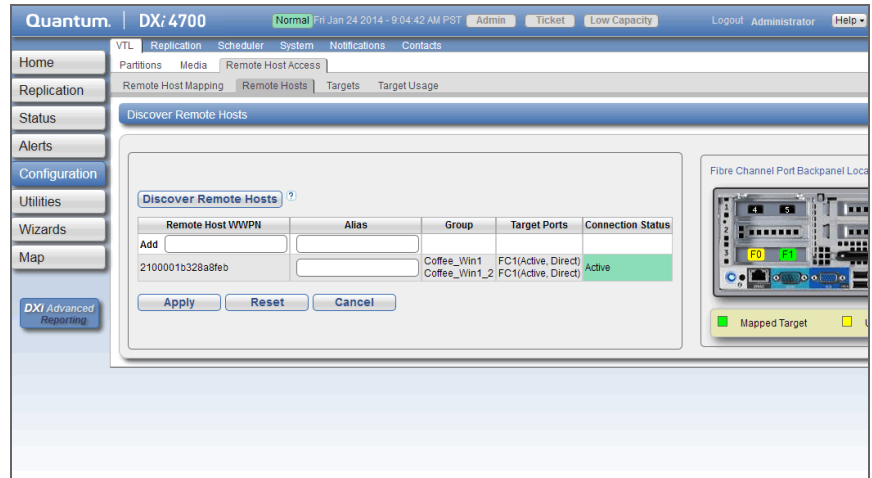 Quantum. DXi 4700 Normal Fri Jan 24 2014 - 9:04:42 AM PST Admin Ticket Low Capacity Logout Administrator Help
VTL Replication Scheduler System Notifications Contacts
Home
Partitions Media Remote Host Access
Replication
Remote Host Mapping Remote Hosts Targets Target Usage
Status
Discover Remote Hosts
Alerts
Configuration
Fibre Channel Port Backpanel Loca
Utilities
Discover Remote Hosts ?
Wizards
Remote Host WWPN Alias Group Target Ports Connection Status
Add
Map
2100001b328a8feb Coffee_Win1 FC1(Active, Direct) Active
Coffee_Win1_2 FC1(Active, Direct)
1
4 5
2
3
F0 F1
Apply Reset Cancel
DXi Advanced
Reporting
Mapped Target U